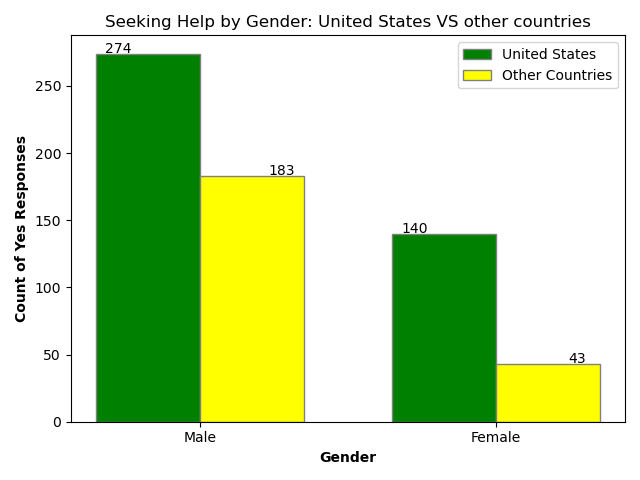 Seeking Help by Gender: United States VS other countries
274
183
140
43
United States
Other Countries
250
200
150
100
50
0
Count of Yes Responses
Male
Female
Gender